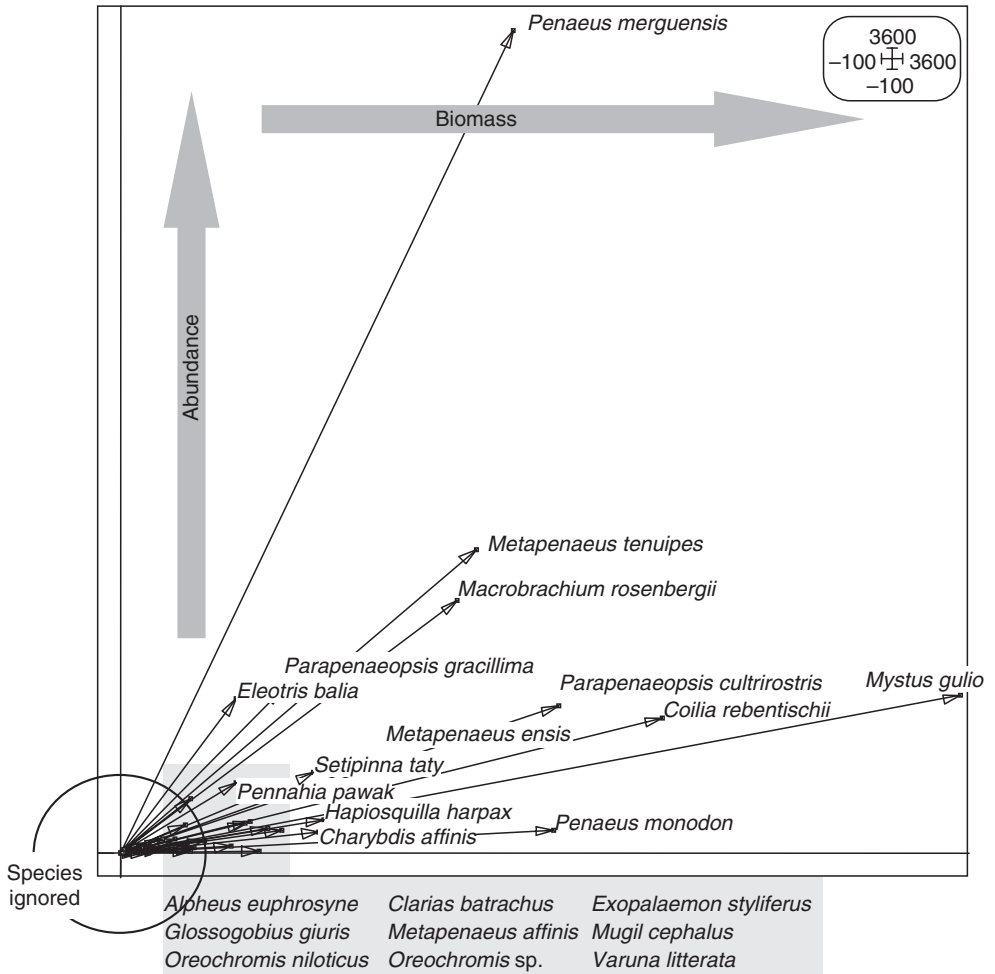 Penaeus merguensis
3600
–100 3600
–100
Biomass
Abundance
Metapenaeus tenuipes
Macrobrachium rosenbergii
Parapenaeopsis gracillima
Eleotris balia
Parapenaeopsis cultrirostris
Mystus gulio
Coilia rebentischii
Metapenaeus ensis
Setipinna taty
Pennahia pawak
Hapiosquilla harpax
Penaeus monodon
Charybdis affinis
Species
ignored
Alpheus euphrosyne Clarias batrachus Exopalaemon styliferus
Glossogobius giuris Metapenaeus affinis Mugil cephalus
Oreochromis niloticus Oreochromis sp. Varuna litterata